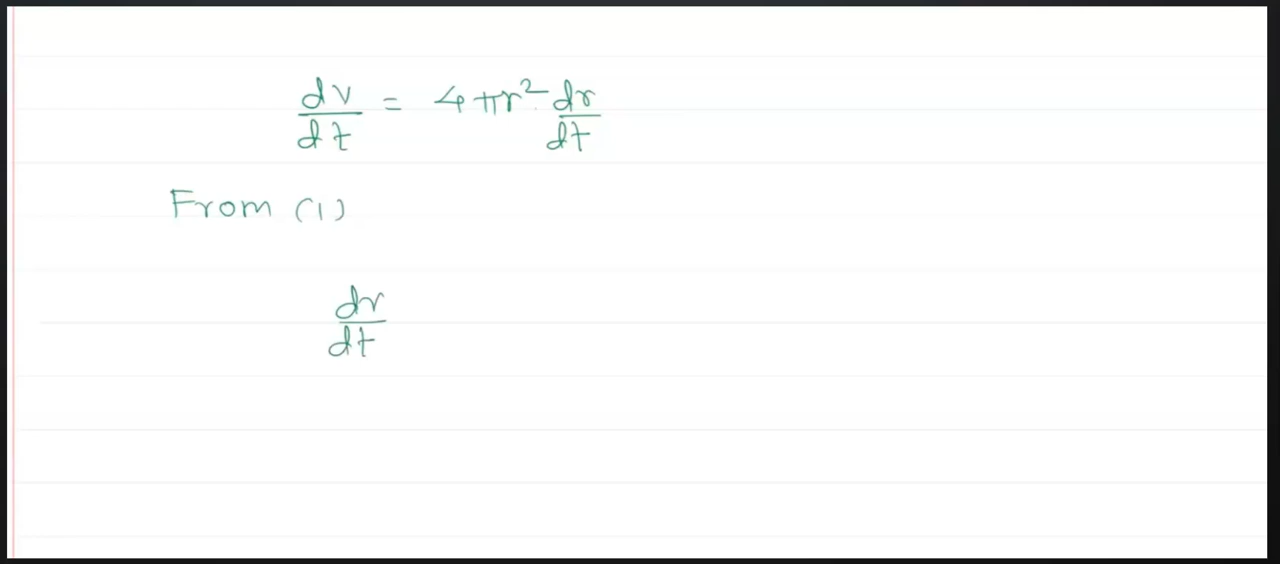 dv/dt = 4πr² dr/dt
From (1)
dr/dt